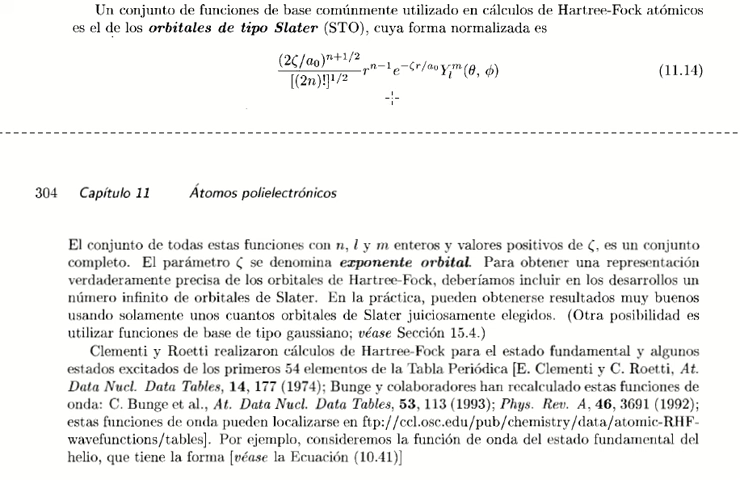 Un conjunto de funciones de base comúnmente utilizado en cálculos de Hartree-Fock atómicos
es el de los orbitales de tipo Slater (STO), cuya forma normalizada es
(2ζ/a₀)ⁿ⁺¹/² / [(2n)!]¹/² rⁿ⁻¹e^(−ζr/a₀)Yₗᵐ(θ, ϕ) (11.14)
304 Capítulo 11 Átomos polielectrónicos
El conjunto de todas estas funciones con n, l y m enteros y valores positivos de ζ, es un conjunto
completo. El parámetro ζ se denomina exponente orbital. Para obtener una representación
verdaderamente precisa de los orbitales de Hartree-Fock, deberíamos incluir en los desarrollos un
número infinito de orbitales de Slater. En la práctica, pueden obtenerse resultados muy buenos
usando solamente unos cuantos orbitales de Slater juiciosamente elegidos. (Otra posibilidad es
utilizar funciones de base de tipo gaussiano; véase Sección 15.4.)
Clementi y Roetti realizaron cálculos de Hartree-Fock para el estado fundamental y algunos
estados excitados de los primeros 54 elementos de la Tabla Periódica [E. Clementi y C. Roetti, At.
Data Nucl. Data Tables, 14, 177 (1974); Bunge y colaboradores han recalculado estas funciones de
onda: C. Bunge et al., At. Data Nucl. Data Tables, 53, 113 (1993); Phys. Rev. A, 46, 3691 (1992);
estas funciones de onda pueden localizarse en ftp://ccl.osc.edu/pub/chemistry/data/atomic-RHF-
wavefunctions/tables]. Por ejemplo, consideremos la función de onda del estado fundamental del
helio, que tiene la forma [véase la Ecuación (10.41)]